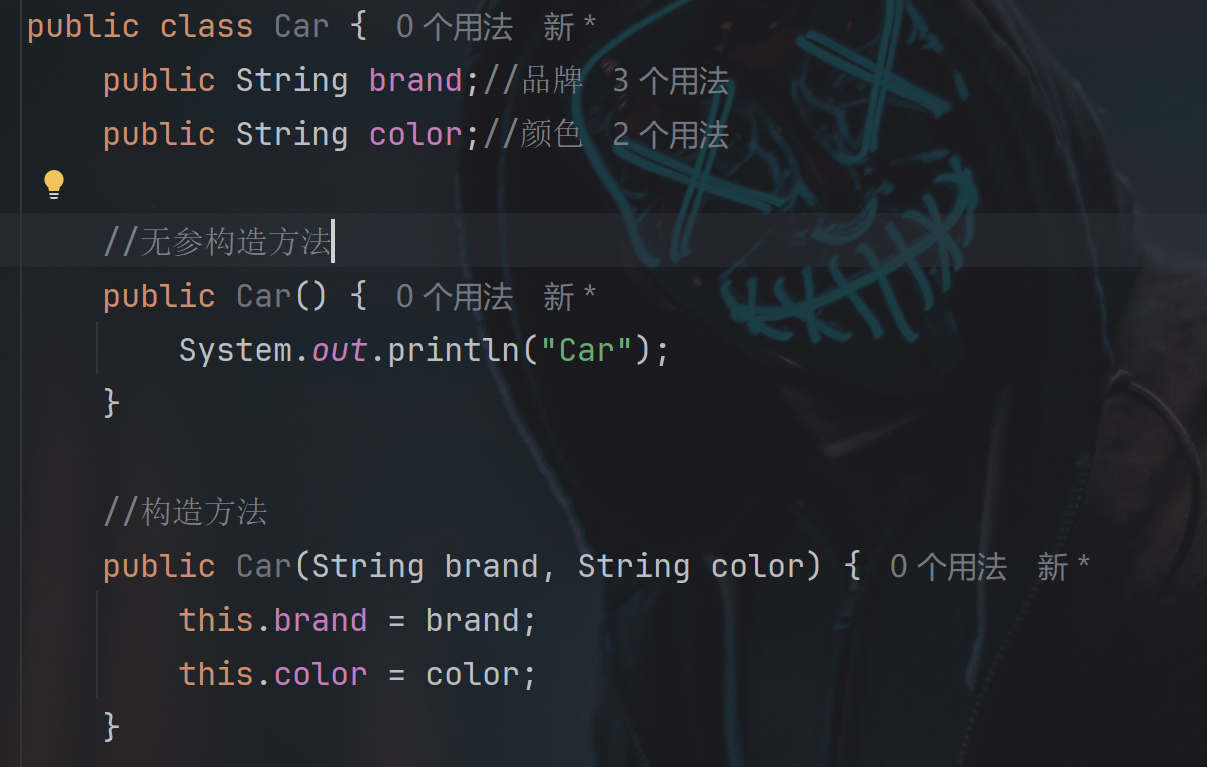 public class Car { 0 个用法 新 *
public String brand;//品牌 3 个用法
public String color;//颜色 2 个用法
//无参构造方法
public Car() { 0 个用法 新 *
System.out.println("Car");
}
//构造方法
public Car(String brand, String color) { 0 个用法 新 *
this.brand = brand;
this.color = color;
}